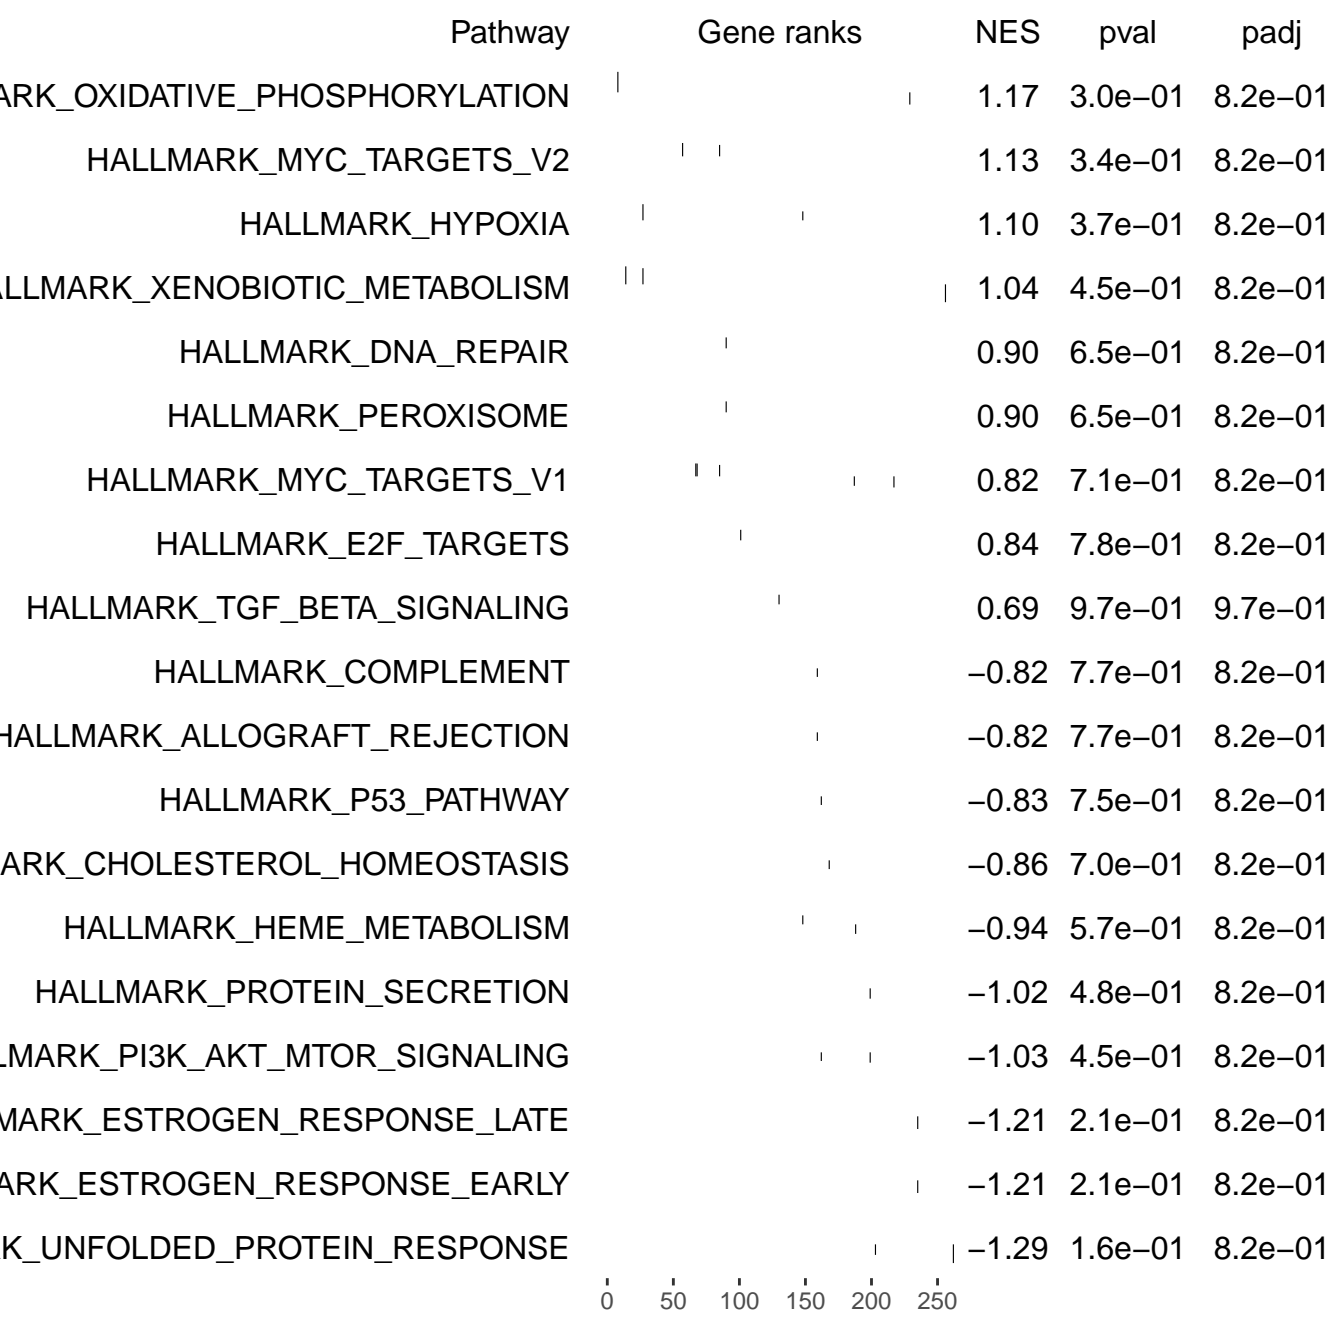 Pathway Gene ranks NES pval padj
ARK_OXIDATIVE_PHOSPHORYLATION 1.17 3.0e−01 8.2e−01
HALLMARK_MYC_TARGETS_V2 1.13 3.4e−01 8.2e−01
HALLMARK_HYPOXIA 1.10 3.7e−01 8.2e−01
ALLMARK_XENOBIOTIC_METABOLISM 1.04 4.5e−01 8.2e−01
HALLMARK_DNA_REPAIR 0.90 6.5e−01 8.2e−01
HALLMARK_PEROXISOME 0.90 6.5e−01 8.2e−01
HALLMARK_MYC_TARGETS_V1 0.82 7.1e−01 8.2e−01
HALLMARK_E2F_TARGETS 0.84 7.8e−01 8.2e−01
HALLMARK_TGF_BETA_SIGNALING 0.69 9.7e−01 9.7e−01
HALLMARK_COMPLEMENT −0.82 7.7e−01 8.2e−01
HALLMARK_ALLOGRAFT_REJECTION −0.82 7.7e−01 8.2e−01
HALLMARK_P53_PATHWAY −0.83 7.5e−01 8.2e−01
ARK_CHOLESTEROL_HOMEOSTASIS −0.86 7.0e−01 8.2e−01
HALLMARK_HEME_METABOLISM −0.94 5.7e−01 8.2e−01
HALLMARK_PROTEIN_SECRETION −1.02 4.8e−01 8.2e−01
LMARK_PI3K_AKT_MTOR_SIGNALING −1.03 4.5e−01 8.2e−01
MARK_ESTROGEN_RESPONSE_LATE −1.21 2.1e−01 8.2e−01
ARK_ESTROGEN_RESPONSE_EARLY −1.21 2.1e−01 8.2e−01
K_UNFOLDED_PROTEIN_RESPONSE −1.29 1.6e−01 8.2e−01
0 50 100 150 200 250